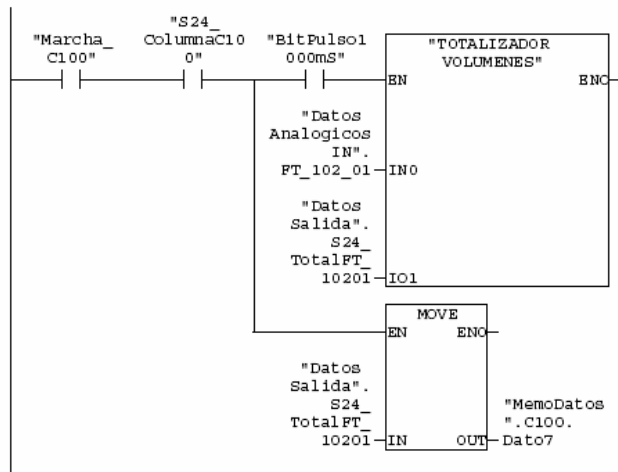 "S24_
"Marcha_ ColumnaC10 "BitPulso1
C100" 0" 000mS"
"TOTALIZADOR
VOLUMENES"
EN ENO
"Datos
Analogicos
IN".
FT_102_01 IN0
"Datos
Salida".
S24_
TotalFT_
10201 IO1
MOVE
EN ENO
"Datos
Salida".
S24_
TotalFT_
10201 IN
"MemoDatos
".C100.
OUT Dato7